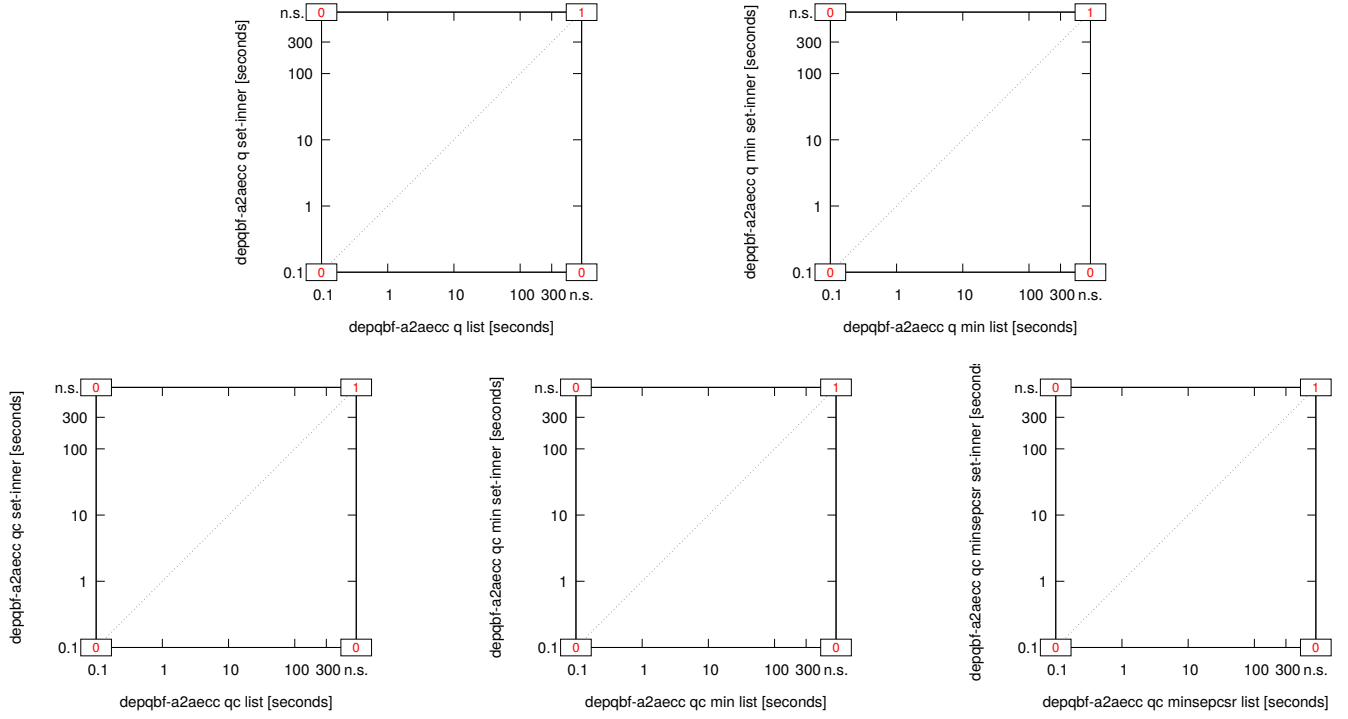 n.s. 0 1
300
100
10
1
0.1 0 0
0.1 1 10 100 300 n.s.
depqbf-a2aecc q set-inner [seconds]
depqbf-a2aecc q list [seconds]
n.s. 0 1
300
100
10
1
0.1 0 0
0.1 1 10 100 300 n.s.
depqbf-a2aecc q min set-inner [seconds]
depqbf-a2aecc q min list [seconds]
n.s. 0 1
300
100
10
1
0.1 0 0
0.1 1 10 100 300 n.s.
depqbf-a2aecc qc set-inner [seconds]
depqbf-a2aecc qc list [seconds]
n.s. 0 1
300
100
10
1
0.1 0 0
0.1 1 10 100 300 n.s.
depqbf-a2aecc qc min set-inner [seconds]
depqbf-a2aecc qc min list [seconds]
n.s. 0 1
300
100
10
1
0.1 0 0
0.1 1 10 100 300 n.s.
depqbf-a2aecc qc minsepcsr set-inner [second
depqbf-a2aecc qc minsepcsr list [seconds]